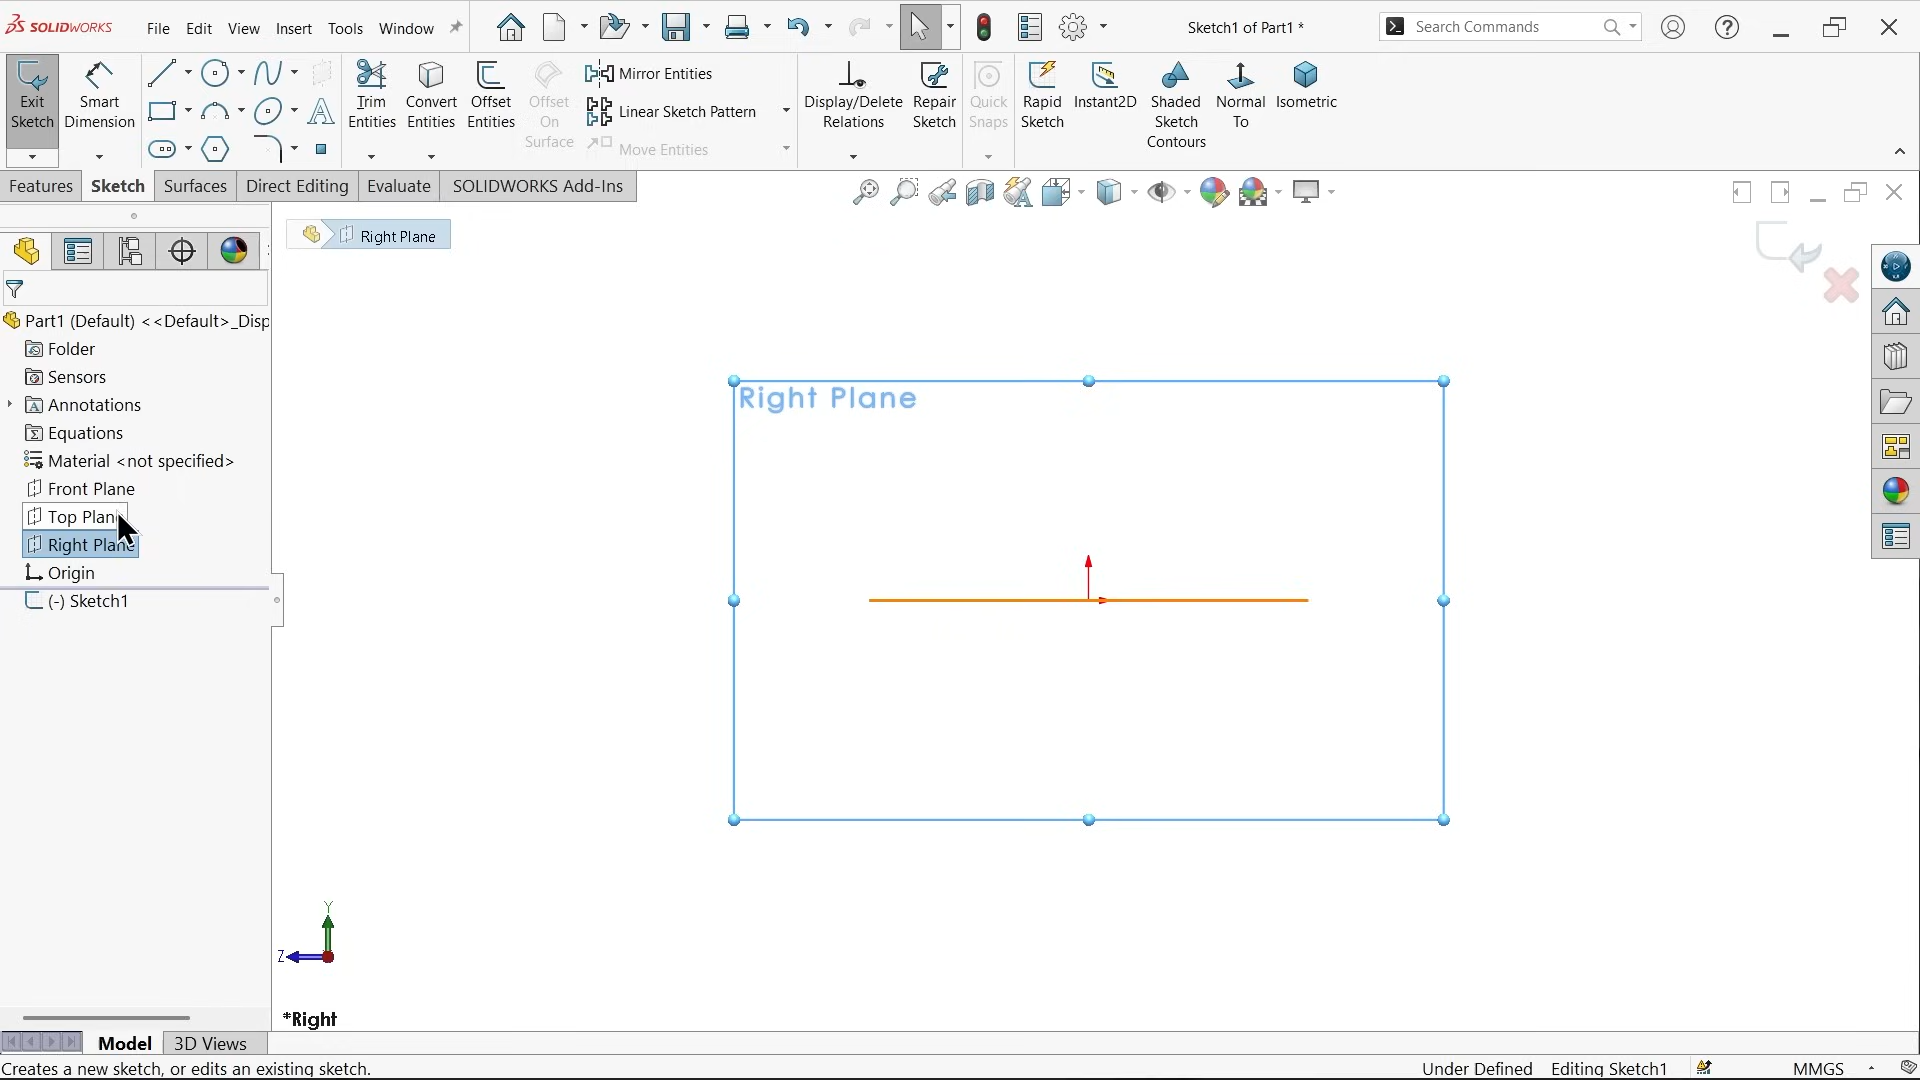 SOLIDWORKS
File Edit View Insert Tools Window
Sketch1 of Part1 *
Search Commands
Exit Sketch
Smart Dimension
Trim Entities
Convert Entities
Offset Entities
Offset On Surface
Mirror Entities
Linear Sketch Pattern
Move Entities
Display/Delete Relations
Repair Sketch
Quick Snaps
Rapid Sketch
Instant2D
Shaded Sketch Contours
Normal To
Isometric
Features Sketch Surfaces Direct Editing Evaluate SOLIDWORKS Add-Ins
Right Plane
Part1 (Default) <<Default>_Disp
Folder
Sensors
Annotations
Equations
Material <not specified>
Front Plane
Top Plan
Right Plane
Origin
(-) Sketch1
Right Plane
Y
Z
*Right
Model 3D Views
Creates a new sketch, or edits an existing sketch.
Under Defined Editing Sketch1 MMGS